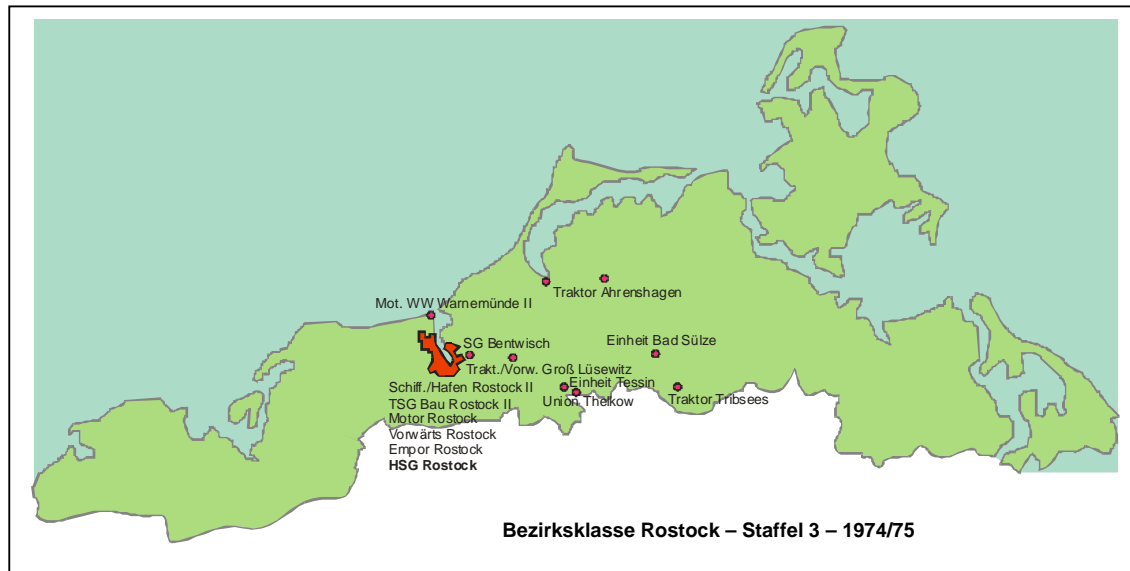 Traktor Ahrenshagen
Mot. WW Warnemünde II
SG Bentwisch
Einheit Bad Sülze
Trakt./Vorw. Groß Lüsewitz
Einheit Tessin
Schiff./Hafen Rostock II
Union Thelkow
Traktor Tribsees
TSG Bau Rostock II
Motor Rostock
Vorwärts Rostock
Empor Rostock
HSG Rostock
Bezirksklasse Rostock – Staffel 3 – 1974/75